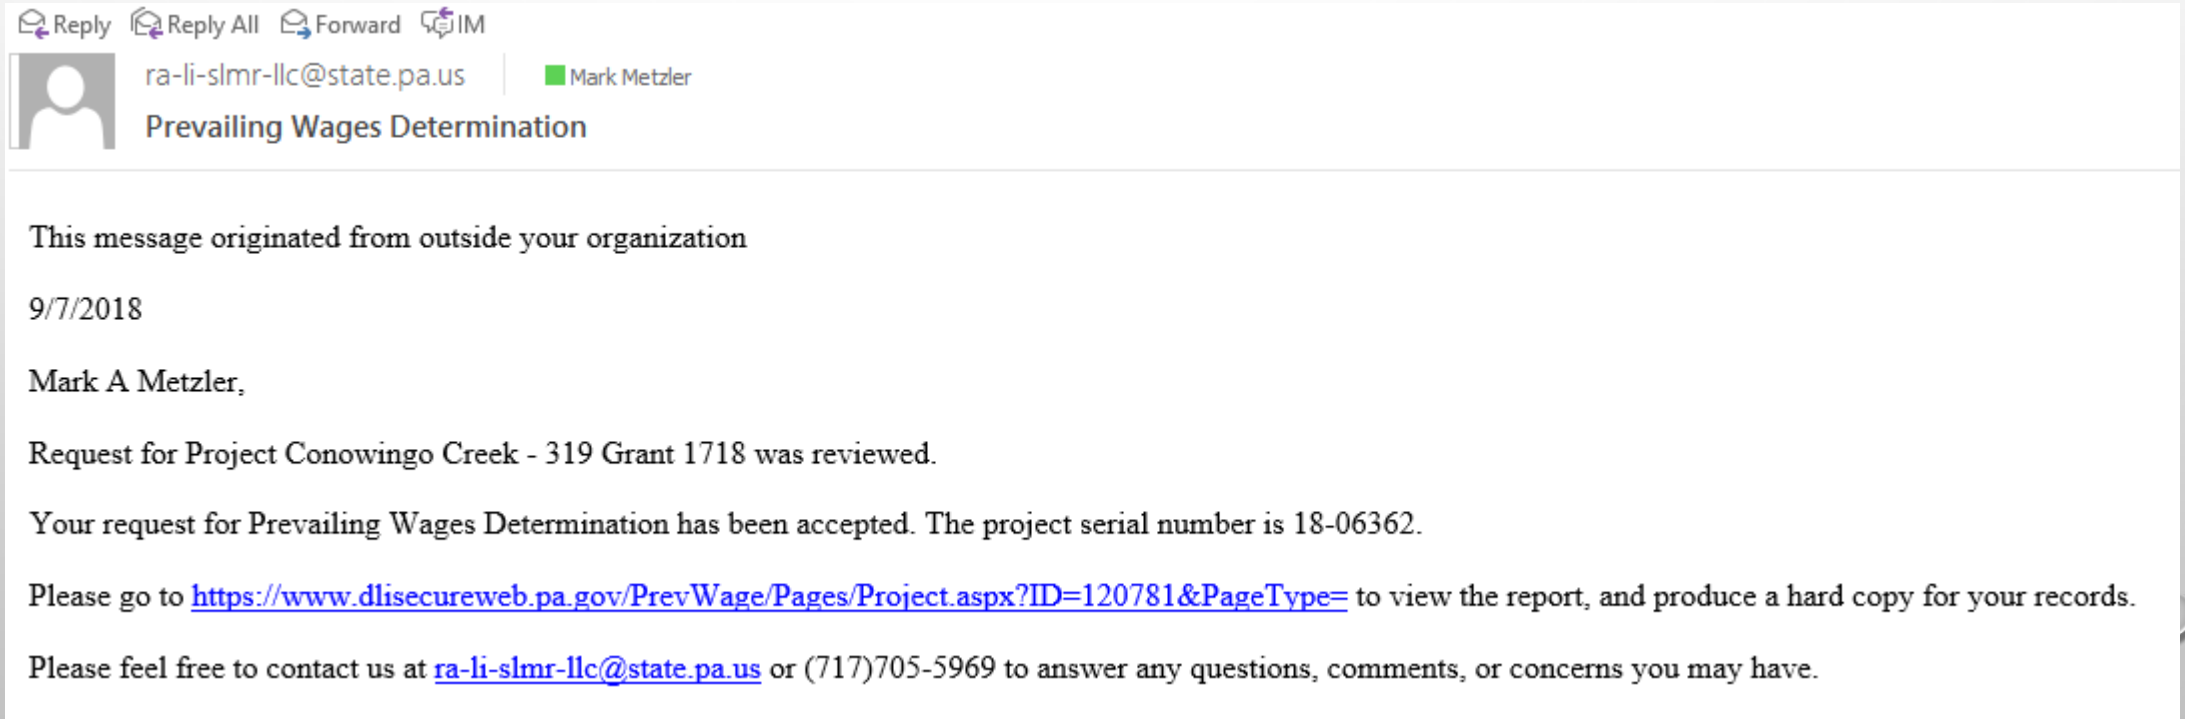 Reply Reply All Forward IM
ra-li-slmr-llc@state.pa.us Mark Metzler
Prevailing Wages Determination
This message originated from outside your organization
9/7/2018
Mark A Metzler,
Request for Project Conowingo Creek - 319 Grant 1718 was reviewed.
Your request for Prevailing Wages Determination has been accepted. The project serial number is 18-06362.
Please go to https://www.dlisecureweb.pa.gov/PrevWage/Pages/Project.aspx?ID=120781&PageType= to view the report, and produce a hard copy for your records.
Please feel free to contact us at ra-li-slmr-llc@state.pa.us or (717)705-5969 to answer any questions, comments, or concerns you may have.